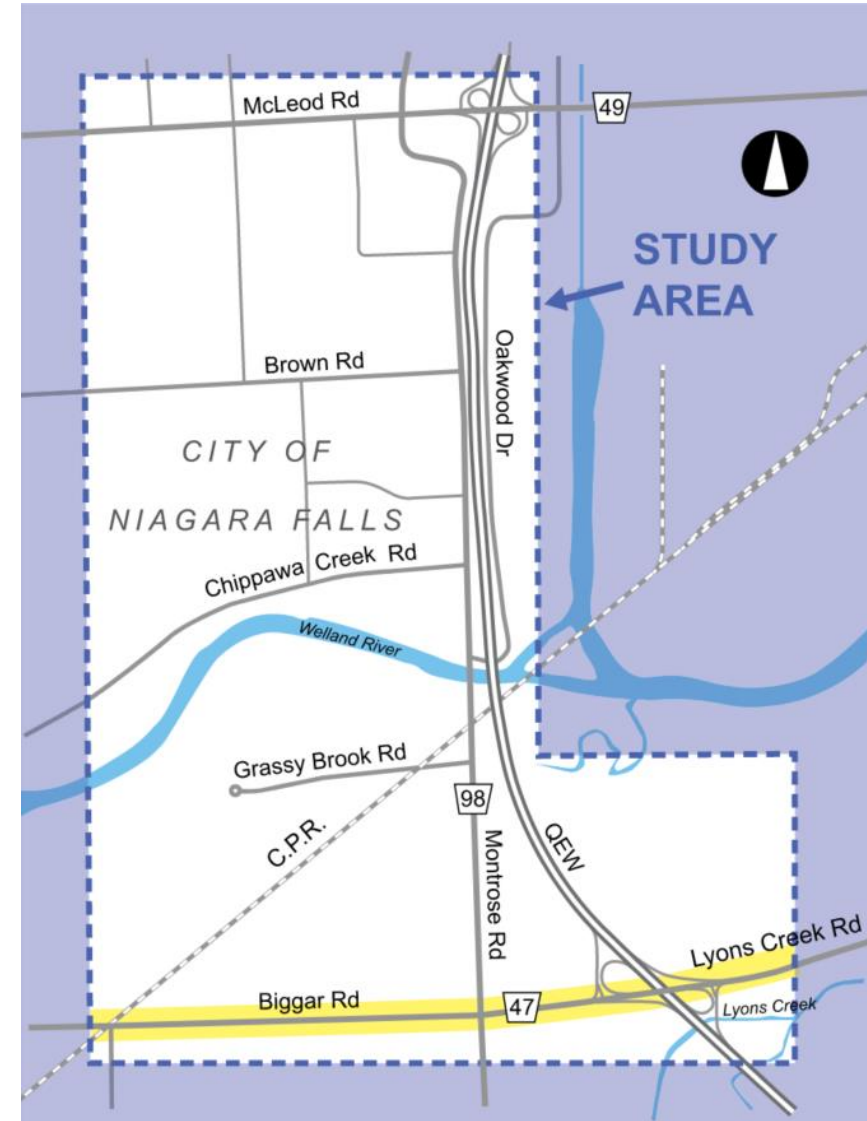 McLeod Rd
49
STUDY
AREA
Oakwood Dr
Brown Rd
CITY OF
NIAGARA FALLS
Chippawa Creek Rd
Welland River
Grassy Brook Rd
98
C.P.R.
Montrose Rd
QEW
Lyons Creek Rd
Biggar Rd
47
Lyons Creek